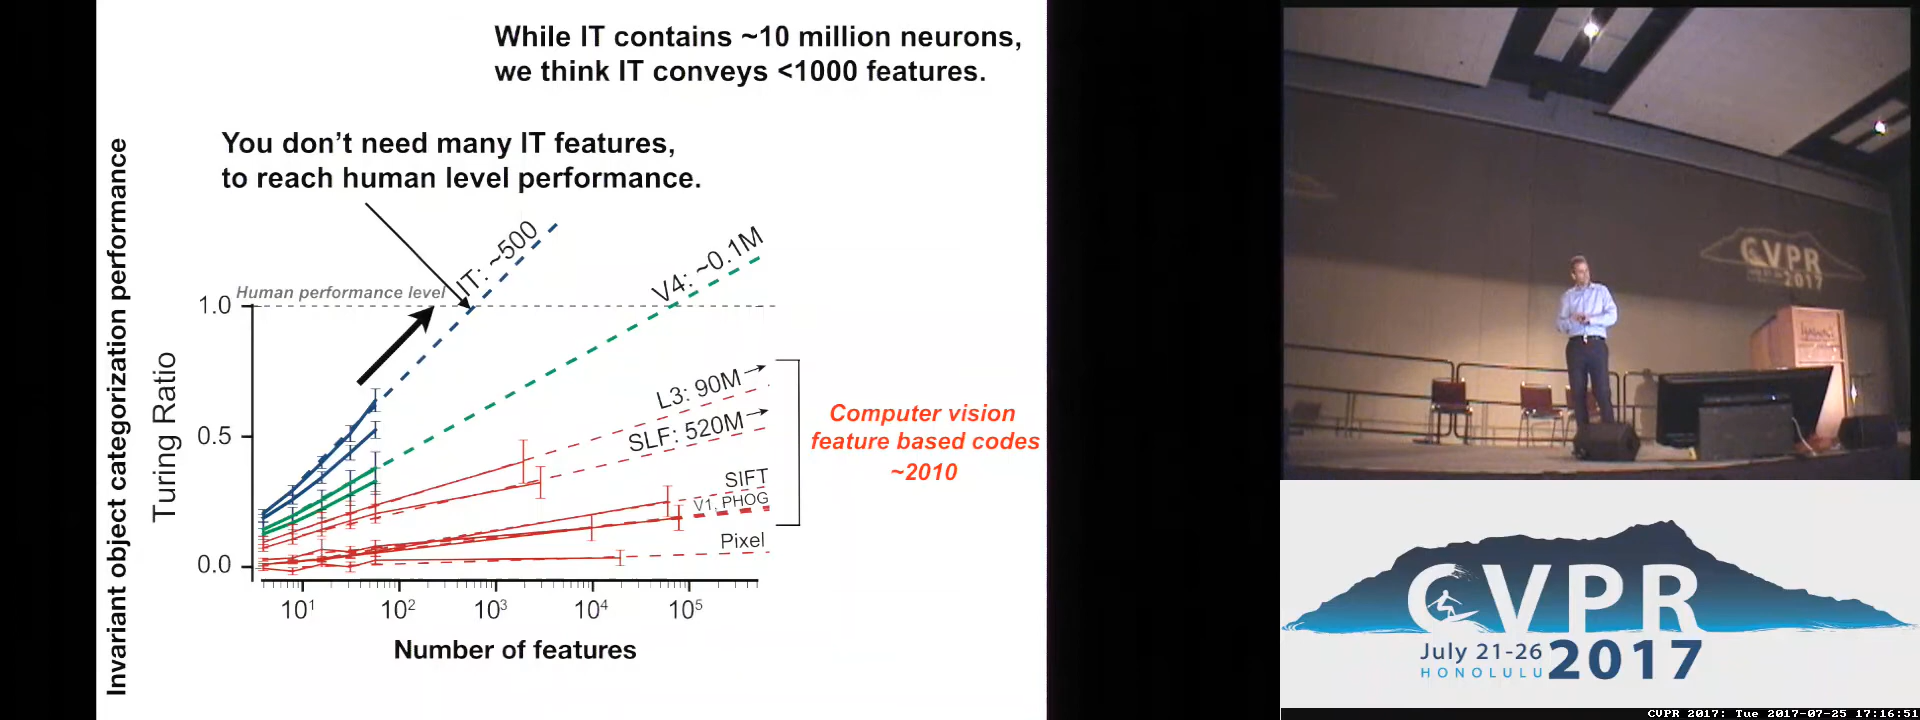 While IT contains ~10 million neurons,
we think IT conveys <1000 features.
You don't need many IT features,
to reach human level performance.
Invariant object categorization performance
Turing Ratio
1.0
0.5
0.0
Human performance level
IT: ~500
V4: ~0.1M
L3: 90M
SLF: 520M
SIFT
V1, PHOG
Pixel
Computer vision
feature based codes
~2010
10¹
10²
10³
10⁴
10⁵
Number of features
CVPR
2017
CVPR
July 21-26
HONOLULU
2017
CVPR 2017: Tue 2017-07-25 17:16:51